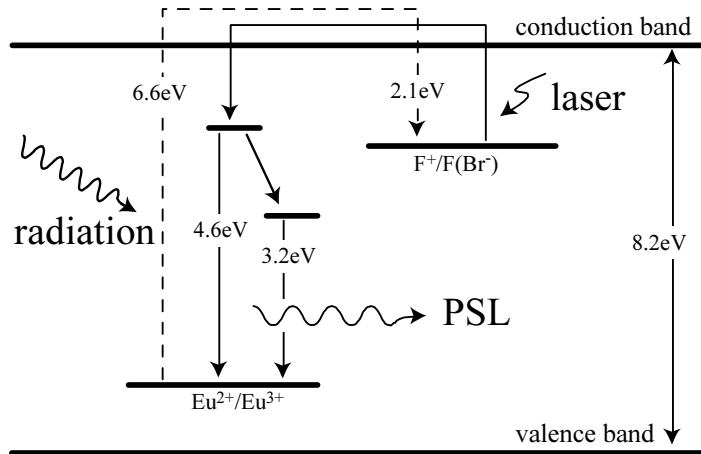 conduction band
6.6eV
2.1eV
laser
F⁺/F(Br⁻)
radiation
4.6eV
3.2eV
8.2eV
PSL
Eu²⁺/Eu³⁺
valence band